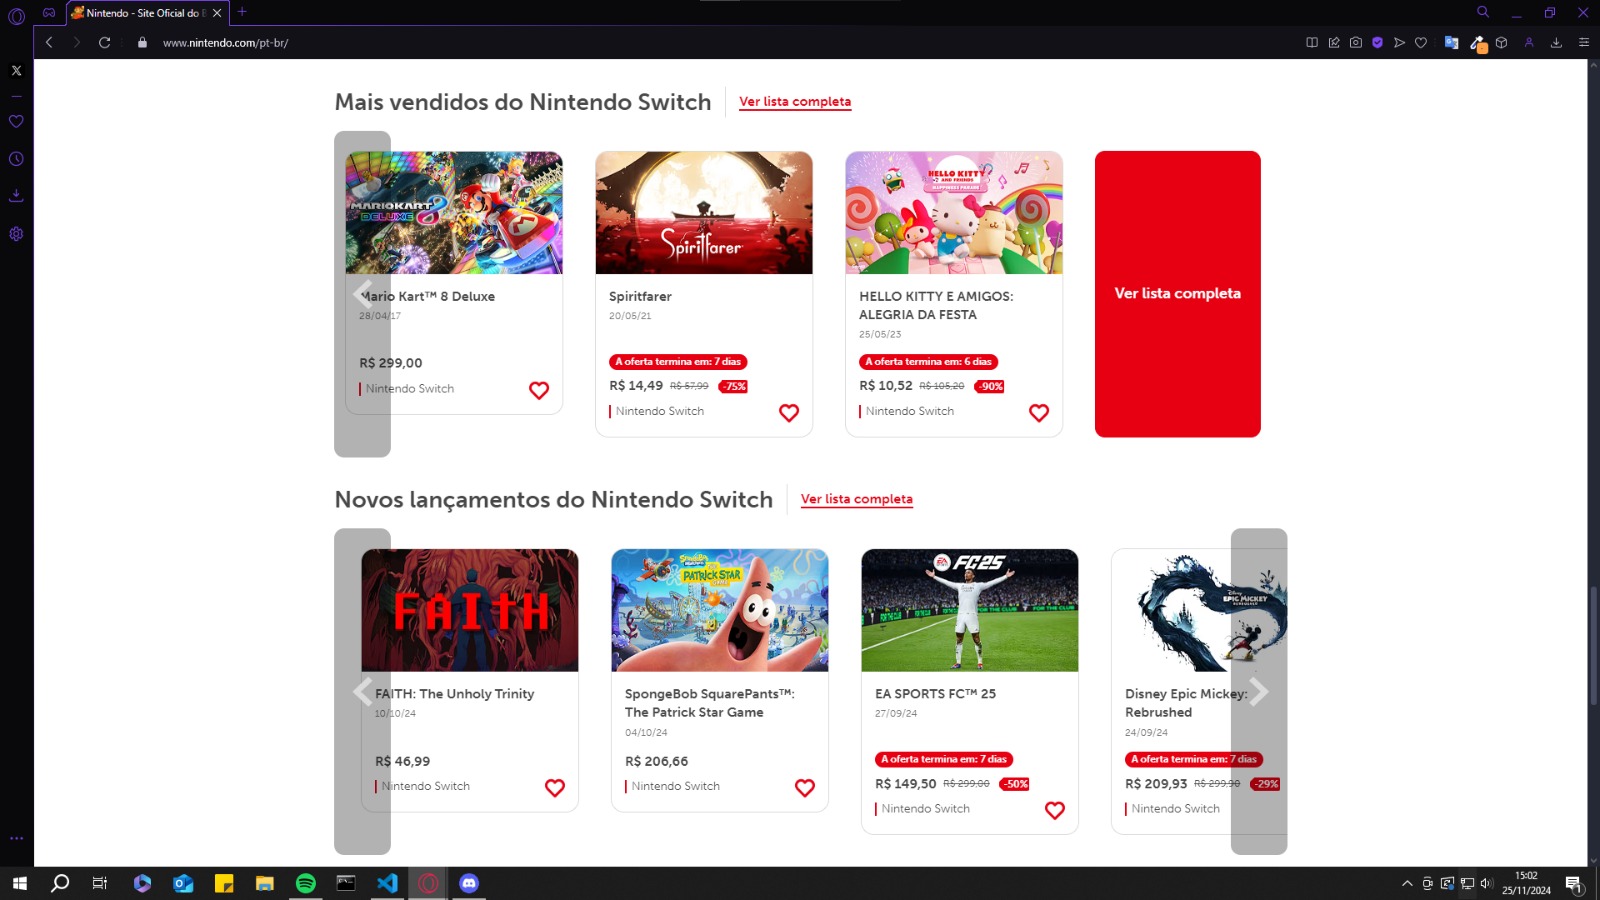 Nintendo - Site Oficial do B
www.nintendo.com/pt-br/
Mais vendidos do Nintendo Switch
Ver lista completa
MARIOKART 8
DELUXE
Mario Kart™ 8 Deluxe
28/04/17
R$ 299,00
Nintendo Switch
Spiritfarer
Spiritfarer
20/05/21
A oferta termina em: 7 dias
R$ 14,49 R$ 57,99 -75%
Nintendo Switch
HELLO KITTY
AND FRIENDS
HAPPINESS PARADE
HELLO KITTY E AMIGOS:
ALEGRIA DA FESTA
25/05/23
A oferta termina em: 6 dias
R$ 10,52 R$ 105,20 -90%
Nintendo Switch
Ver lista completa
Novos lançamentos do Nintendo Switch
Ver lista completa
FAITH
FAITH: The Unholy Trinity
10/10/24
R$ 46,99
Nintendo Switch
PATRICK STAR
SpongeBob SquarePants™:
The Patrick Star Game
04/10/24
R$ 206,66
Nintendo Switch
EA FC25
FOR THE CLUB
EA SPORTS FC™ 25
27/09/24
A oferta termina em: 7 dias
R$ 149,50 R$ 299,00 -50%
Nintendo Switch
Disney
EPIC MICKEY
REBRUSHED
Disney Epic Mickey:
Rebrushed
24/09/24
A oferta termina em: 7 dias
R$ 209,93 R$ 299,90 -29%
Nintendo Switch
15:02
25/11/2024
1